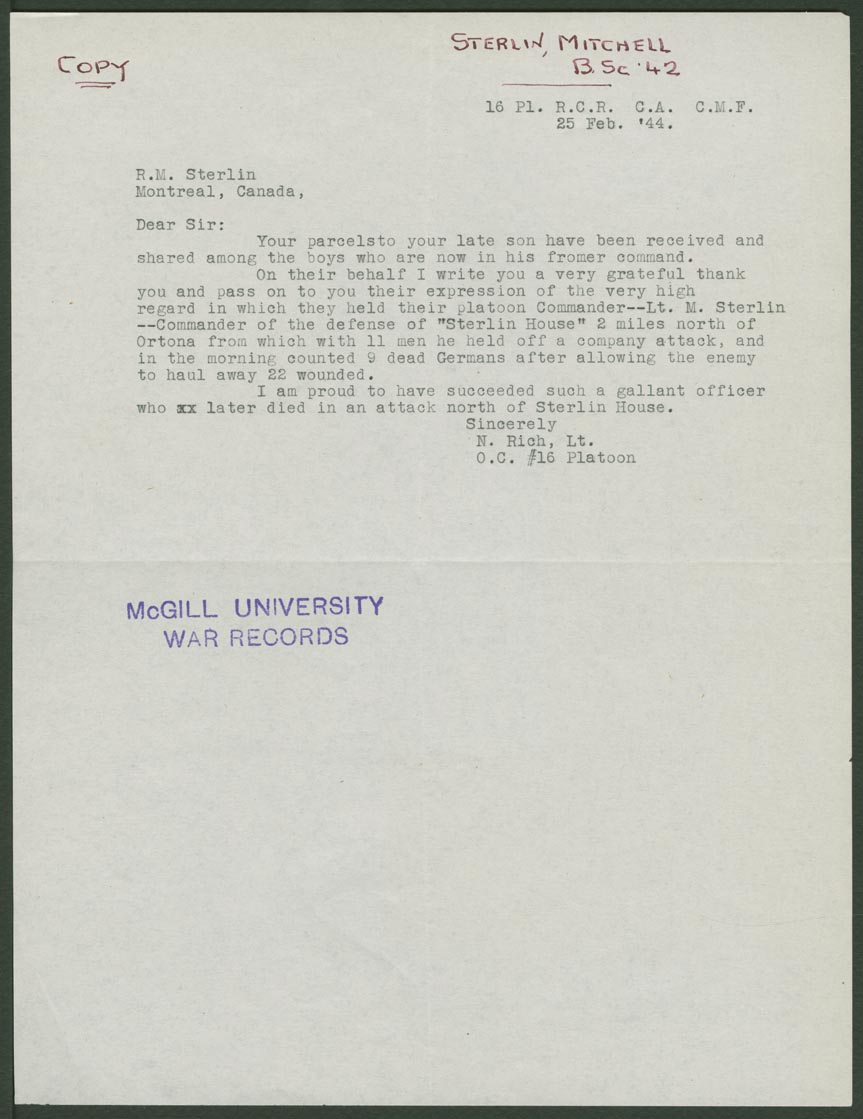 COPY
STERLIN, MITCHELL
B.Sc '42
16 Pl. R.C.R. C.A. C.M.F.
25 Feb. '44.
R.M. Sterlin
Montreal, Canada,
Dear Sir:
Your parcelsto your late son have been received and
shared among the boys who are now in his fromer command.
On their behalf I write you a very grateful thank
you and pass on to you their expression of the very high
regard in which they held their platoon Commander--Lt. M. Sterlin
--Commander of the defense of "Sterlin House" 2 miles north of
Ortona from which with 11 men he held off a company attack, and
in the morning counted 9 dead Germans after allowing the enemy
to haul away 22 wounded.
I am proud to have succeeded such a gallant officer
who xx later died in an attack north of Sterlin House.
Sincerely
N. Rich, Lt.
O.C. #16 Platoon
McGILL UNIVERSITY
WAR RECORDS